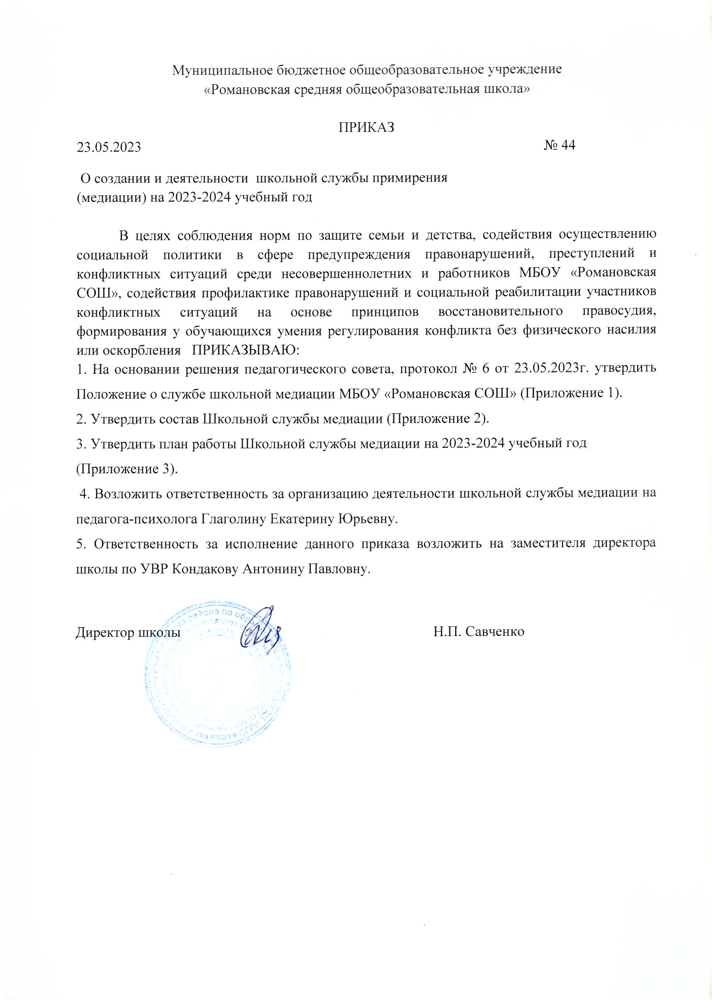 Муниципальное бюджетное общеобразовательное учреждение
«Романовская средняя общеобразовательная школа»
ПРИКАЗ
23.05.2023 № 44
О создании и деятельности школьной службы примирения
(медиации) на 2023-2024 учебный год
В целях соблюдения норм по защите семьи и детства, содействия осуществлению
социальной политики в сфере предупреждения правонарушений, преступлений и
конфликтных ситуаций среди несовершеннолетних и работников МБОУ «Романовская
СОШ», содействия профилактике правонарушений и социальной реабилитации участников
конфликтных ситуаций на основе принципов восстановительного правосудия,
формирования у обучающихся умения регулирования конфликта без физического насилия
или оскорбления ПРИКАЗЫВАЮ:
1. На основании решения педагогического совета, протокол № 6 от 23.05.2023г. утвердить
Положение о службе школьной медиации МБОУ «Романовская СОШ» (Приложение 1).
2. Утвердить состав Школьной службы медиации (Приложение 2).
3. Утвердить план работы Школьной службы медиации на 2023-2024 учебный год
(Приложение 3).
4. Возложить ответственность за организацию деятельности школьной службы медиации на
педагога-психолога Глаголину Екатерину Юрьевну.
5. Ответственность за исполнение данного приказа возложить на заместителя директора
школы по УВР Кондакову Антонину Павловну.
Директор школы Н.П. Савченко
района по
комитет
ОГРН